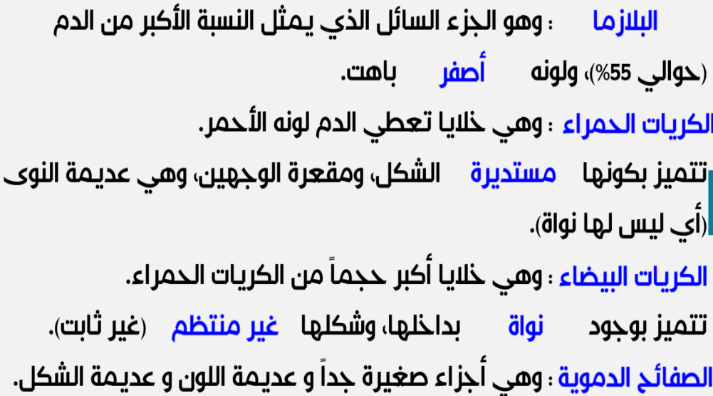 البلازما : وهو الجزء السائل الذي يمثل النسبة الأكبر من الدم
(حوالي 55%)، ولونه أصفر باهت.
الكريات الحمراء : وهي خلايا تعطي الدم لونه الأحمر.
تتميز بكونها مستديرة الشكل، ومقعرة الوجهين، وهي عديمة النوى
(أي ليس لها نواة).
الكريات البيضاء : وهي خلايا أكبر حجماً من الكريات الحمراء.
تتميز بوجود نواة بداخلها، وشكلها غير منتظم (غير ثابت).
الصفائح الدموية : وهي أجزاء صغيرة جداً و عديمة اللون و عديمة الشكل.